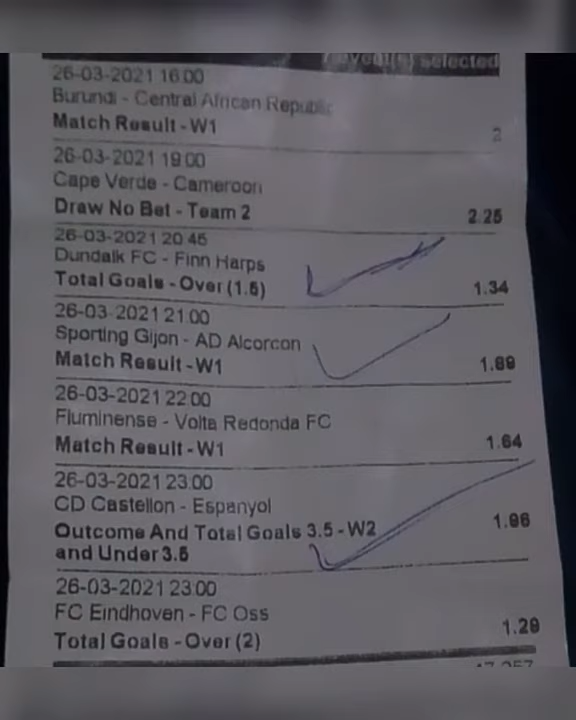 selected
26-03-2021 16:00
Burundi - Central African Republic
Match Result - W1
2
26-03-2021 19:00
Cape Verde - Cameroon
Draw No Bet - Team 2
2.25
26-03-2021 20:45
Dundalk FC - Finn Harps
Total Goals - Over (1.5)
1.34
26-03-2021 21:00
Sporting Gijon - AD Alcorcon
Match Result - W1
1.89
26-03-2021 22:00
Fluminense - Volta Redonda FC
Match Result - W1
1.64
26-03-2021 23:00
CD Castellon - Espanyol
Outcome And Total Goals 3.5 - W2
and Under 3.5
1.96
26-03-2021 23:00
FC Eindhoven - FC Oss
Total Goals - Over (2)
1.29